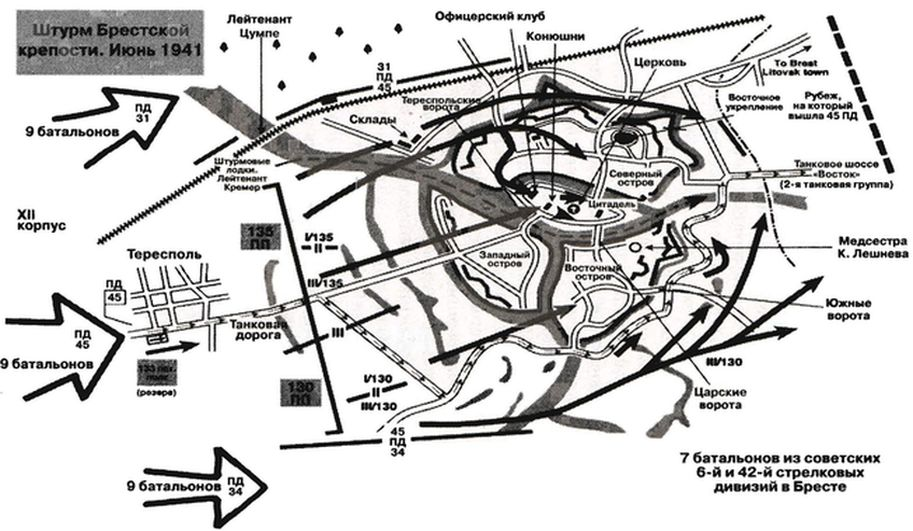 Штурм Брестской
крепости. Июнь 1941
Лейтенант
Цумпе
Офицерский клуб
Конюшни
Церковь
To Brest
Litovsk town
31
ПД
45
Тереспольские
ворота
Склады
Восточное
укрепление
Рубеж,
на который
вышла 45 ПД
ПД
31
9 батальонов
Штурмовые
лодки.
Лейтенант
Кремер
Северный
остров
Танковое шоссе
«Восток»
(2-я танковая группа)
Цитадель
XII
корпус
135
ПП
I/135
II
III/135
Западный
остров
Восточный
остров
Медсестра
К. Лешнева
Тересполь
ПД
45
Танковая
дорога
III
Южные
ворота
ПД
45
9 батальонов
133 пех.
полк
(резерв)
130
ПП
I/130
II
III/130
III/130
Царские
ворота
45
ПД
34
9 батальонов
ПД
34
7 батальонов из советских
6-й и 42-й стрелковых
дивизий в Бресте